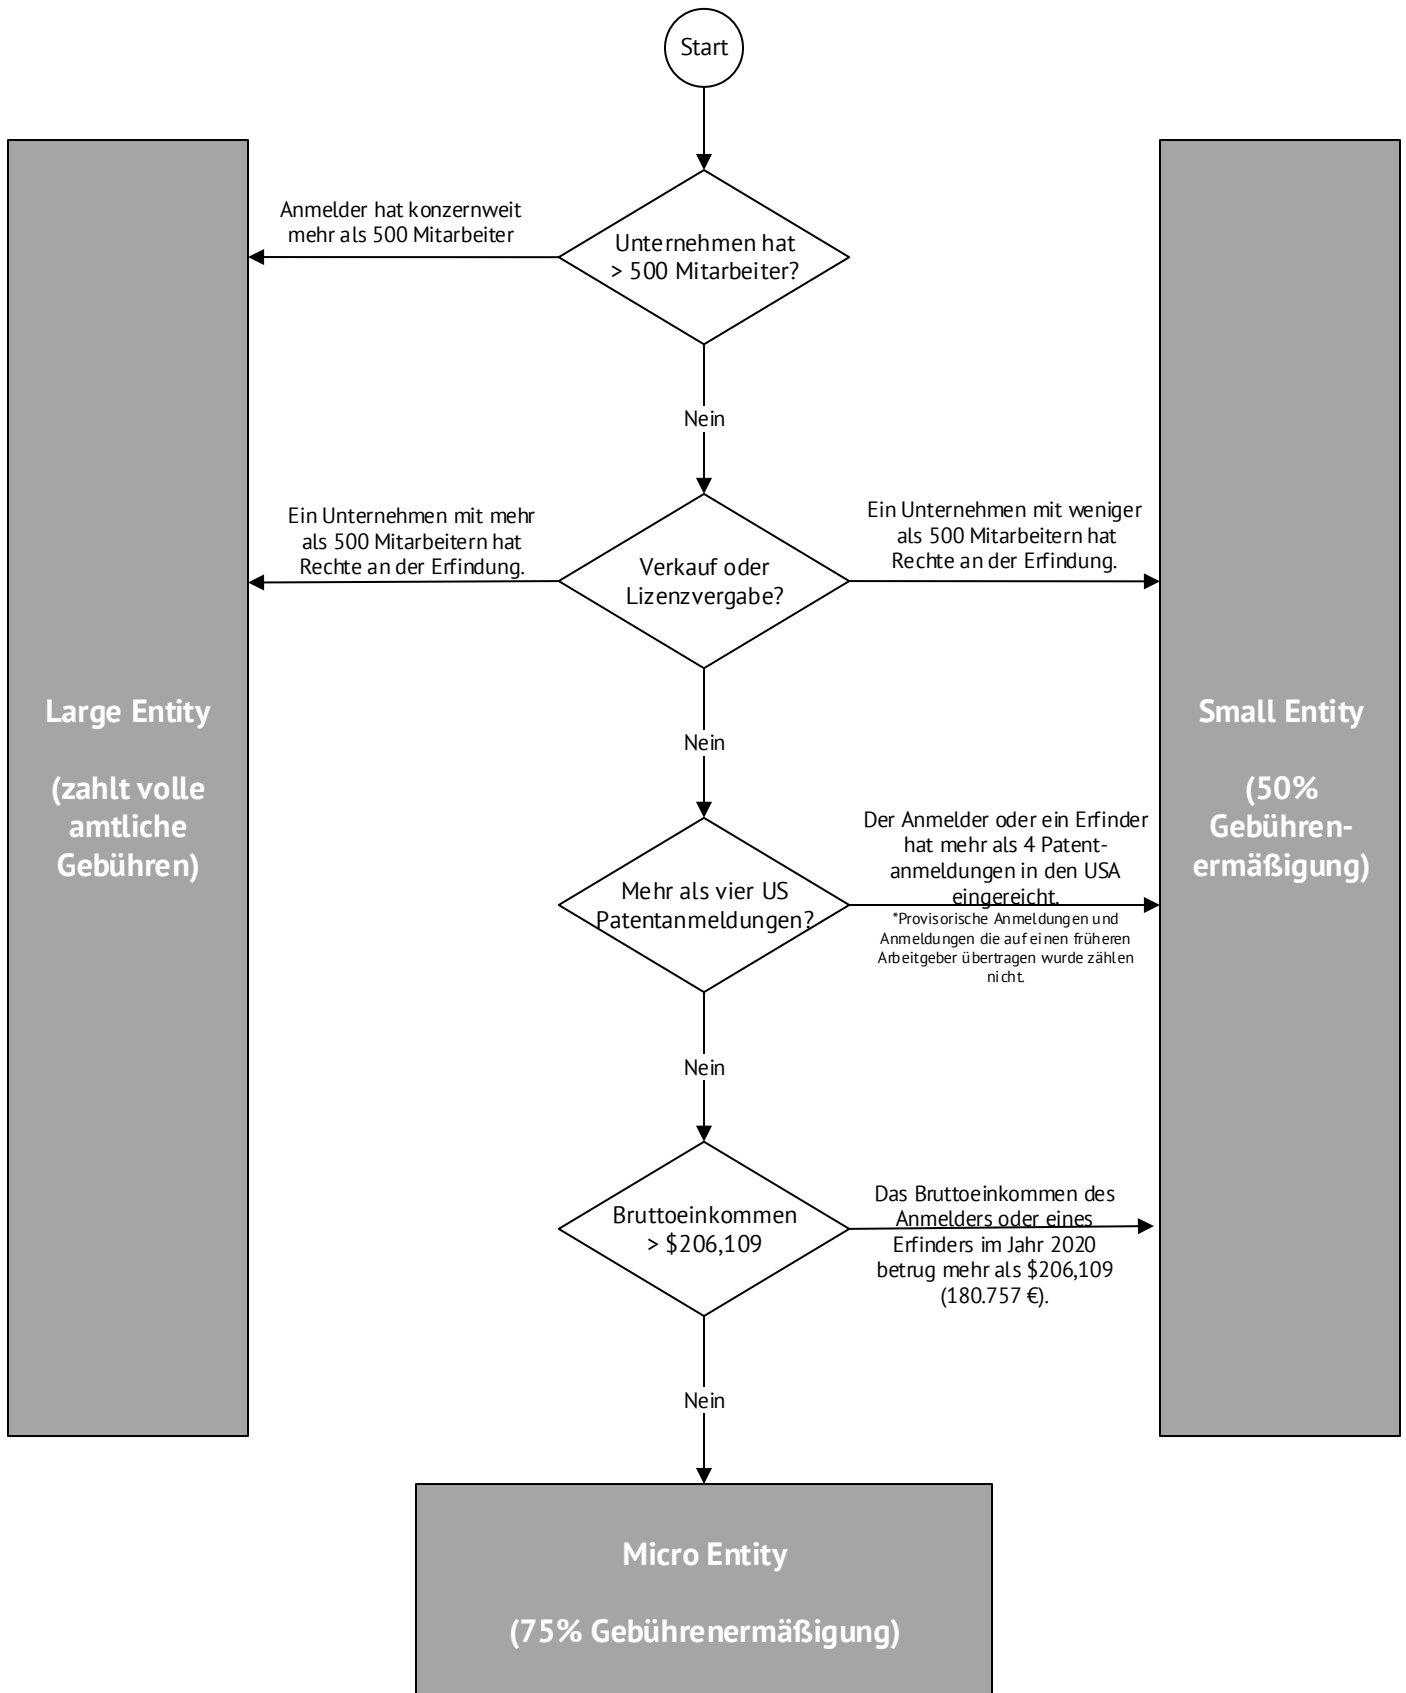 Start
Anmelder hat konzernweit
mehr als 500 Mitarbeiter
Unternehmen hat
> 500 Mitarbeiter?
Nein
Ein Unternehmen mit mehr
als 500 Mitarbeitern hat
Rechte an der Erfindung.
Verkauf oder
Lizenzvergabe?
Ein Unternehmen mit weniger
als 500 Mitarbeitern hat
Rechte an der Erfindung.
Large Entity
(zahlt volle
amtliche
Gebühren)
Nein
Small Entity
(50%
Gebühren-
ermäßigung)
Mehr als vier US
Patentanmeldungen?
Der Anmelder oder ein Erfinder
hat mehr als 4 Patent-
anmeldungen in den USA
eingereicht.
*Provisorische Anmeldungen und
Anmeldungen die auf einen früheren
Arbeitgeber übertragen wurde zählen
nicht.
Nein
Bruttoeinkommen
> $206,109
Das Bruttoeinkommen des
Anmelders oder eines
Erfinders im Jahr 2020
betrug mehr als $206,109
(180.757 €).
Nein
Micro Entity
(75% Gebührenermäßigung)